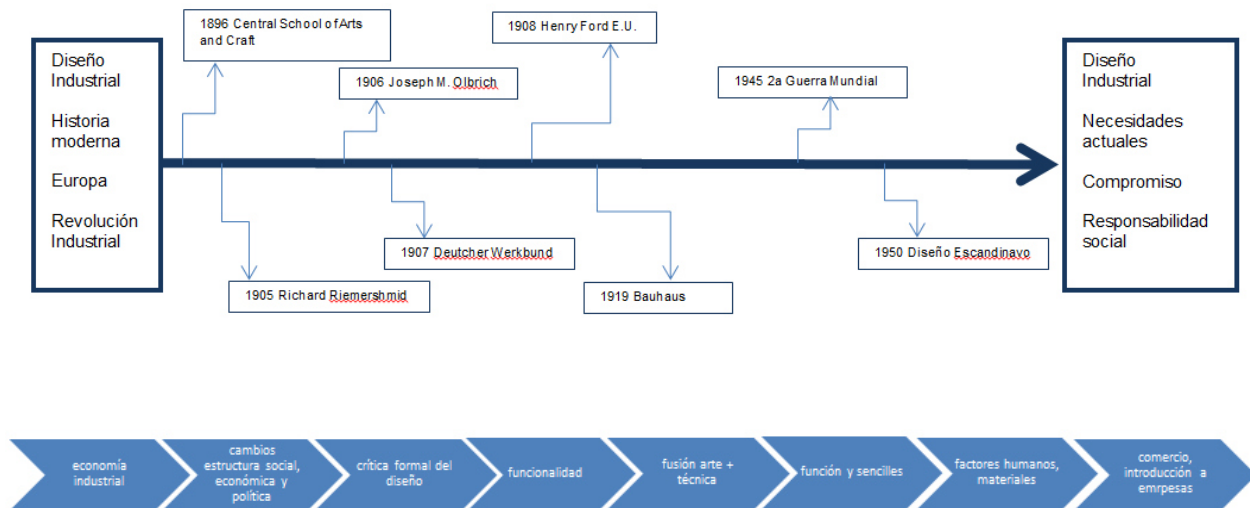 Diseño
Industrial
Historia
moderna
Europa
Revolución
Industrial
1896 Central School of Arts
and Craft
1906 Joseph M. Olbrich
1908 Henry Ford E.U.
1945 2a Guerra Mundial
1905 Richard Riemershmid
1907 Deutcher Werkbund
1919 Bauhaus
1950 Diseño Escandinavo
Diseño
Industrial
Necesidades
actuales
Compromiso
Responsabilidad
social
economía
industrial
cambios
estructura social,
económica y
política
crítica formal del
diseño
funcionalidad
fusión arte +
técnica
función y sencilles
factores humanos,
materiales
comercio,
introducción a
emrpesas